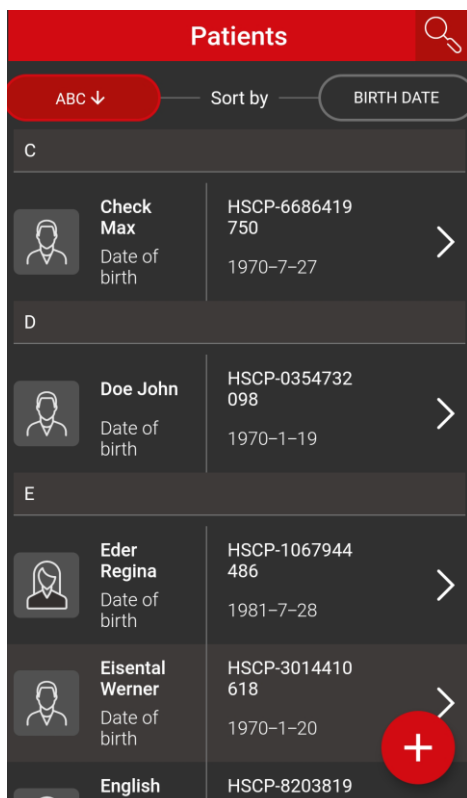 Patients
ABC ↓
Sort by
BIRTH DATE
C
Check
Max
Date of
birth
HSCP-6686419
750
1970-7-27
D
Doe John
Date of
birth
HSCP-0354732
098
1970-1-19
E
Eder
Regina
Date of
birth
HSCP-1067944
486
1981-7-28
Eisental
Werner
Date of
birth
HSCP-3014410
618
1970-1-20
English
HSCP-8203819